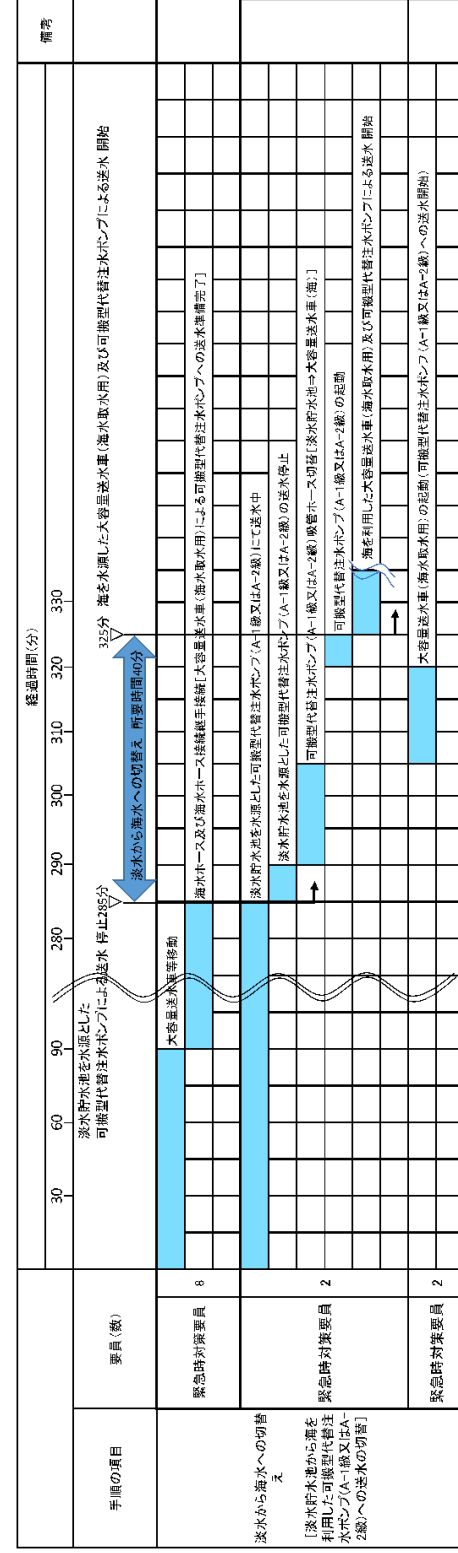 手順の項目
要員(数)
経過時間(分)
備考
30
60
90
280
290
300
310
320
330
淡水貯水池を水源とした
可搬型代替注水ポンプによる送水 停止285分
325分 海を水源した大容量送水車(海水取水用)及び可搬型代替注水ポンプによる送水 開始
淡水から海水への切替え 所要時間40分
淡水から海水への切替
え
[淡水貯水池から海を
利用した可搬型代替注
水ポンプ(A-1級又はA-
2級)への送水の切替]
緊急時対策要員
8
大容量送水車等移動
海水ホース及び海水ホース接続継手接続[大容量送水車(海水取水用)による可搬型代替注水ポンプへの送水準備完了]
緊急時対策要員
2
淡水貯水池を水源とした可搬型代替注水ポンプ(A-1級又はA-2級)にて送水中
淡水貯水池を水源とした可搬型代替注水ポンプ(A-1級又はA-2級)の送水停止
可搬型代替注水ポンプ(A-1級又はA-2級)吸管ホース切替[淡水貯水池⇒大容量送水車(海)]
可搬型代替注水ポンプ(A-1級又はA-2級)の起動
海を利用した大容量送水車(海水取水用)及び可搬型代替注水ポンプによる送水 開始
緊急時対策要員
2
大容量送水車(海水取水用)の起動(可搬型代替注水ポンプ(A-1級又はA-2級)への送水開始)